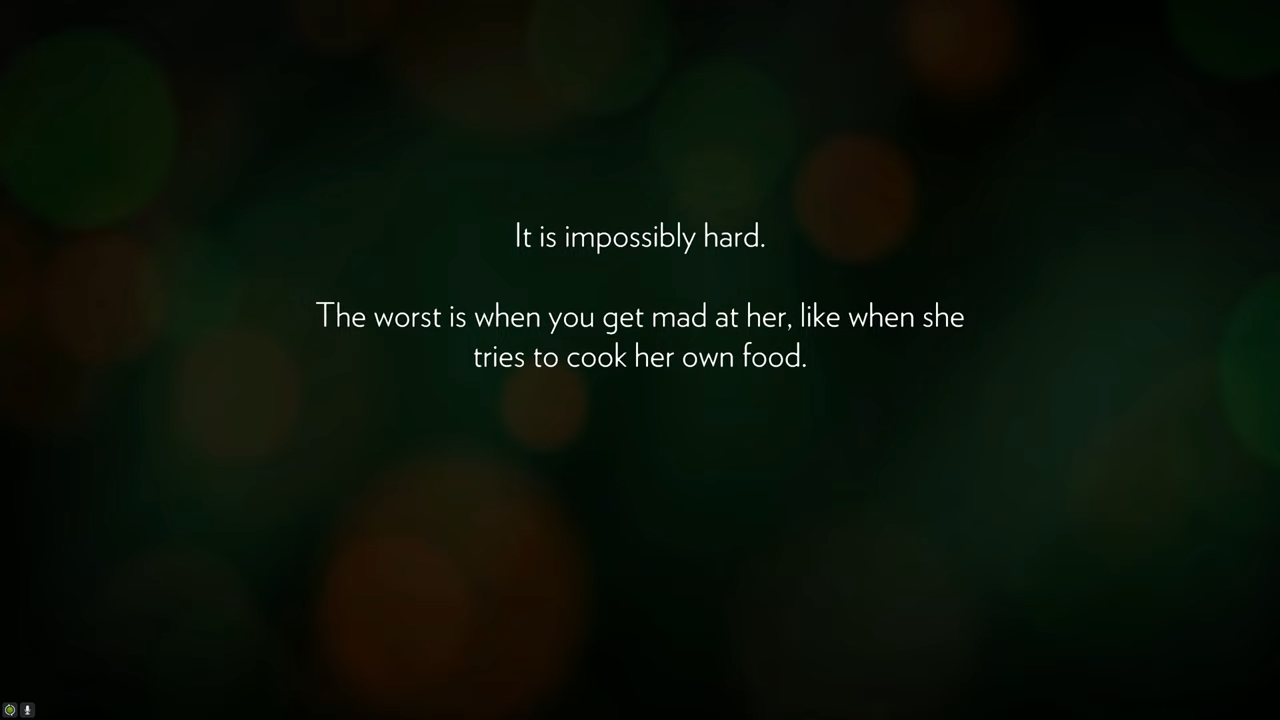 It is impossibly hard.
The worst is when you get mad at her, like when she
tries to cook her own food.